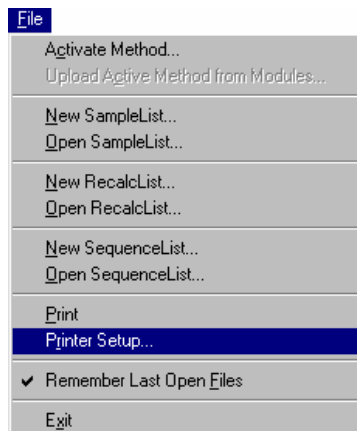 File
Activate Method...
Upload Active Method from Modules...
New SampleList...
Open SampleList...
New RecalcList...
Open RecalcList...
New SequenceList...
Open SequenceList...
Print
Printer Setup...
✔ Remember Last Open Files
Exit